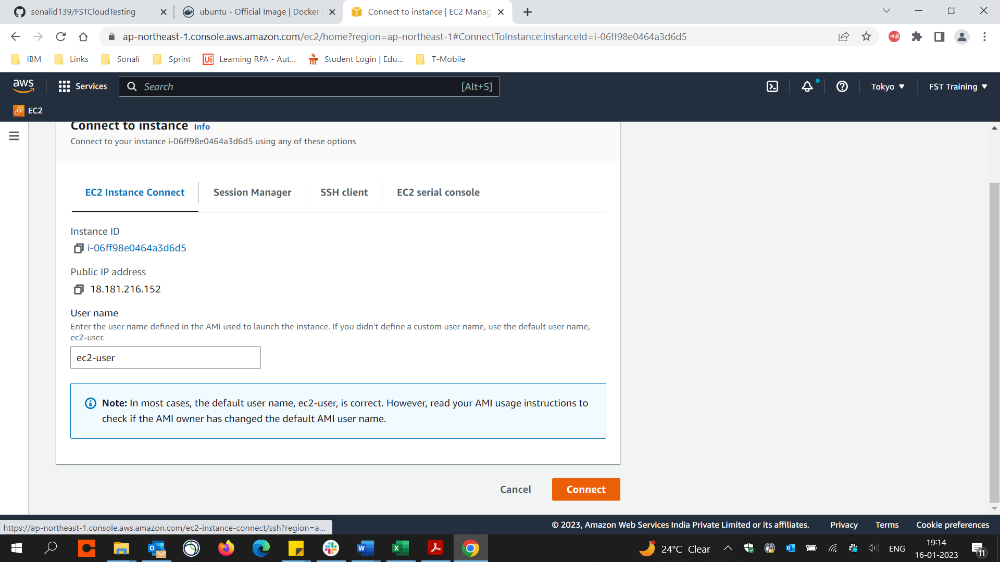 sonalid139/FSTCloudTesting
ubuntu - Official Image | Docker
Connect to instance | EC2 Manag
ap-northeast-1.console.aws.amazon.com/ec2/home?region=ap-northeast-1#ConnectToInstance:instanceId=i-06ff98e0464a3d6d5
IBM
Links
Sonali
Sprint
Ui
Learning RPA - Aut...
Student Login | Edu...
T-Mobile
aws
Services
Search
[Alt+S]
Tokyo
FST Training
EC2
Connect to instance Info
Connect to your instance i-06ff98e0464a3d6d5 using any of these options
EC2 Instance Connect
Session Manager
SSH client
EC2 serial console
Instance ID
i-06ff98e0464a3d6d5
Public IP address
18.181.216.152
User name
Enter the user name defined in the AMI used to launch the instance. If you didn't define a custom user name, use the default user name,
ec2-user.
ec2-user
Note: In most cases, the default user name, ec2-user, is correct. However, read your AMI usage instructions to
check if the AMI owner has changed the default AMI user name.
Cancel
Connect
© 2023, Amazon Web Services India Private Limited or its affiliates.
Privacy
Terms
Cookie preferences
https://ap-northeast-1.console.aws.amazon.com/ec2-instance-connect/ssh?region=a...
24°C Clear
ENG
19:14
16-01-2023
11